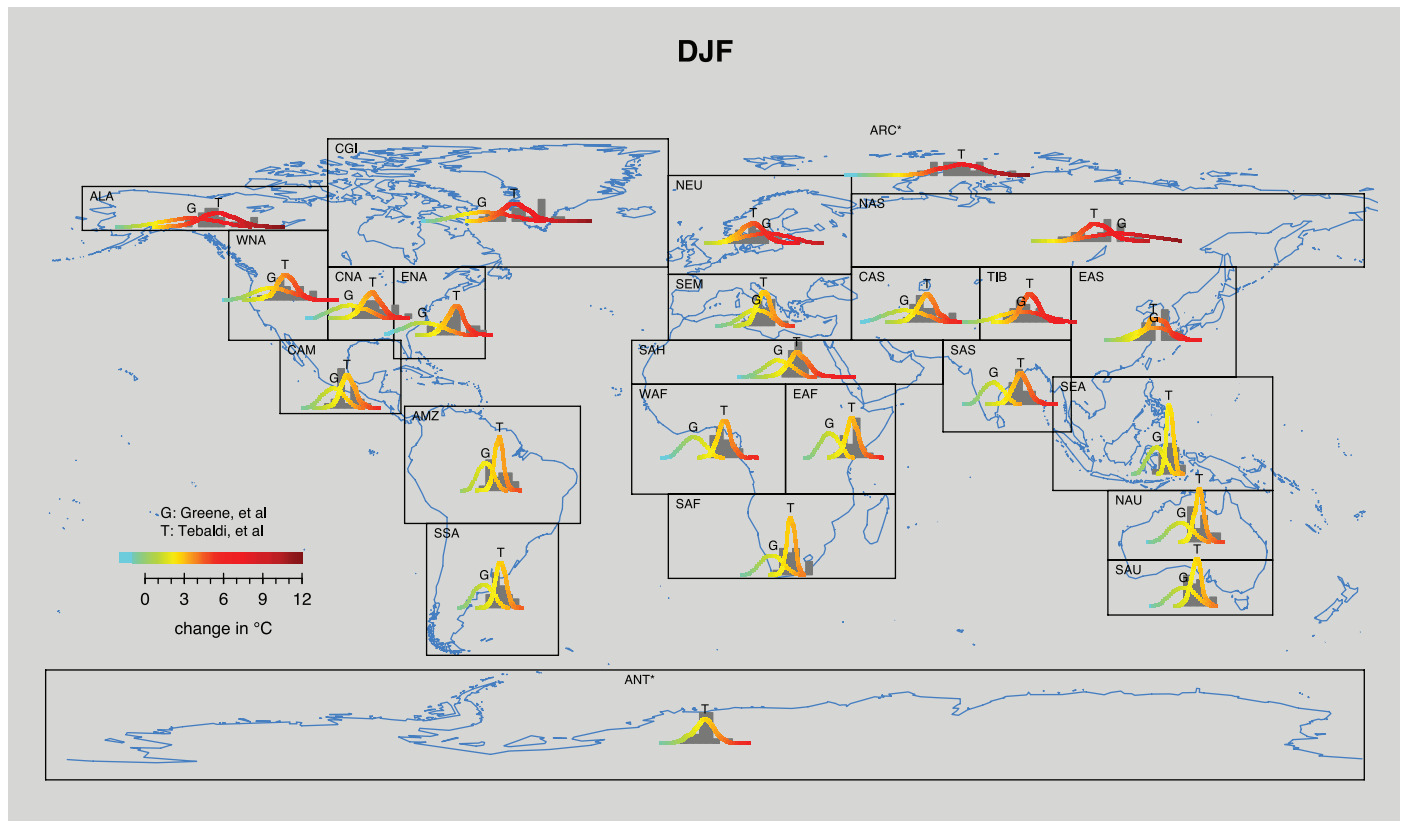 DJF
ARC*
CGI
T
NEU
ALA
T
G
T
G
T
G
NAS
T
G
WNA
T
G
CNA
T
G
ENA
T
G
SEM
T
G
CAS
T
G
TIB
T
G
EAS
T
G
CAM
T
G
SAH
T
G
SAS
T
G
SEA
T
G
AMZ
T
G
WAF
T
G
EAF
T
G
SAF
T
G
NAU
T
G
SSA
T
G
SAU
T
G
G: Greene, et al
T: Tebaldi, et al
0 3 6 9 12
change in °C
ANT*
T